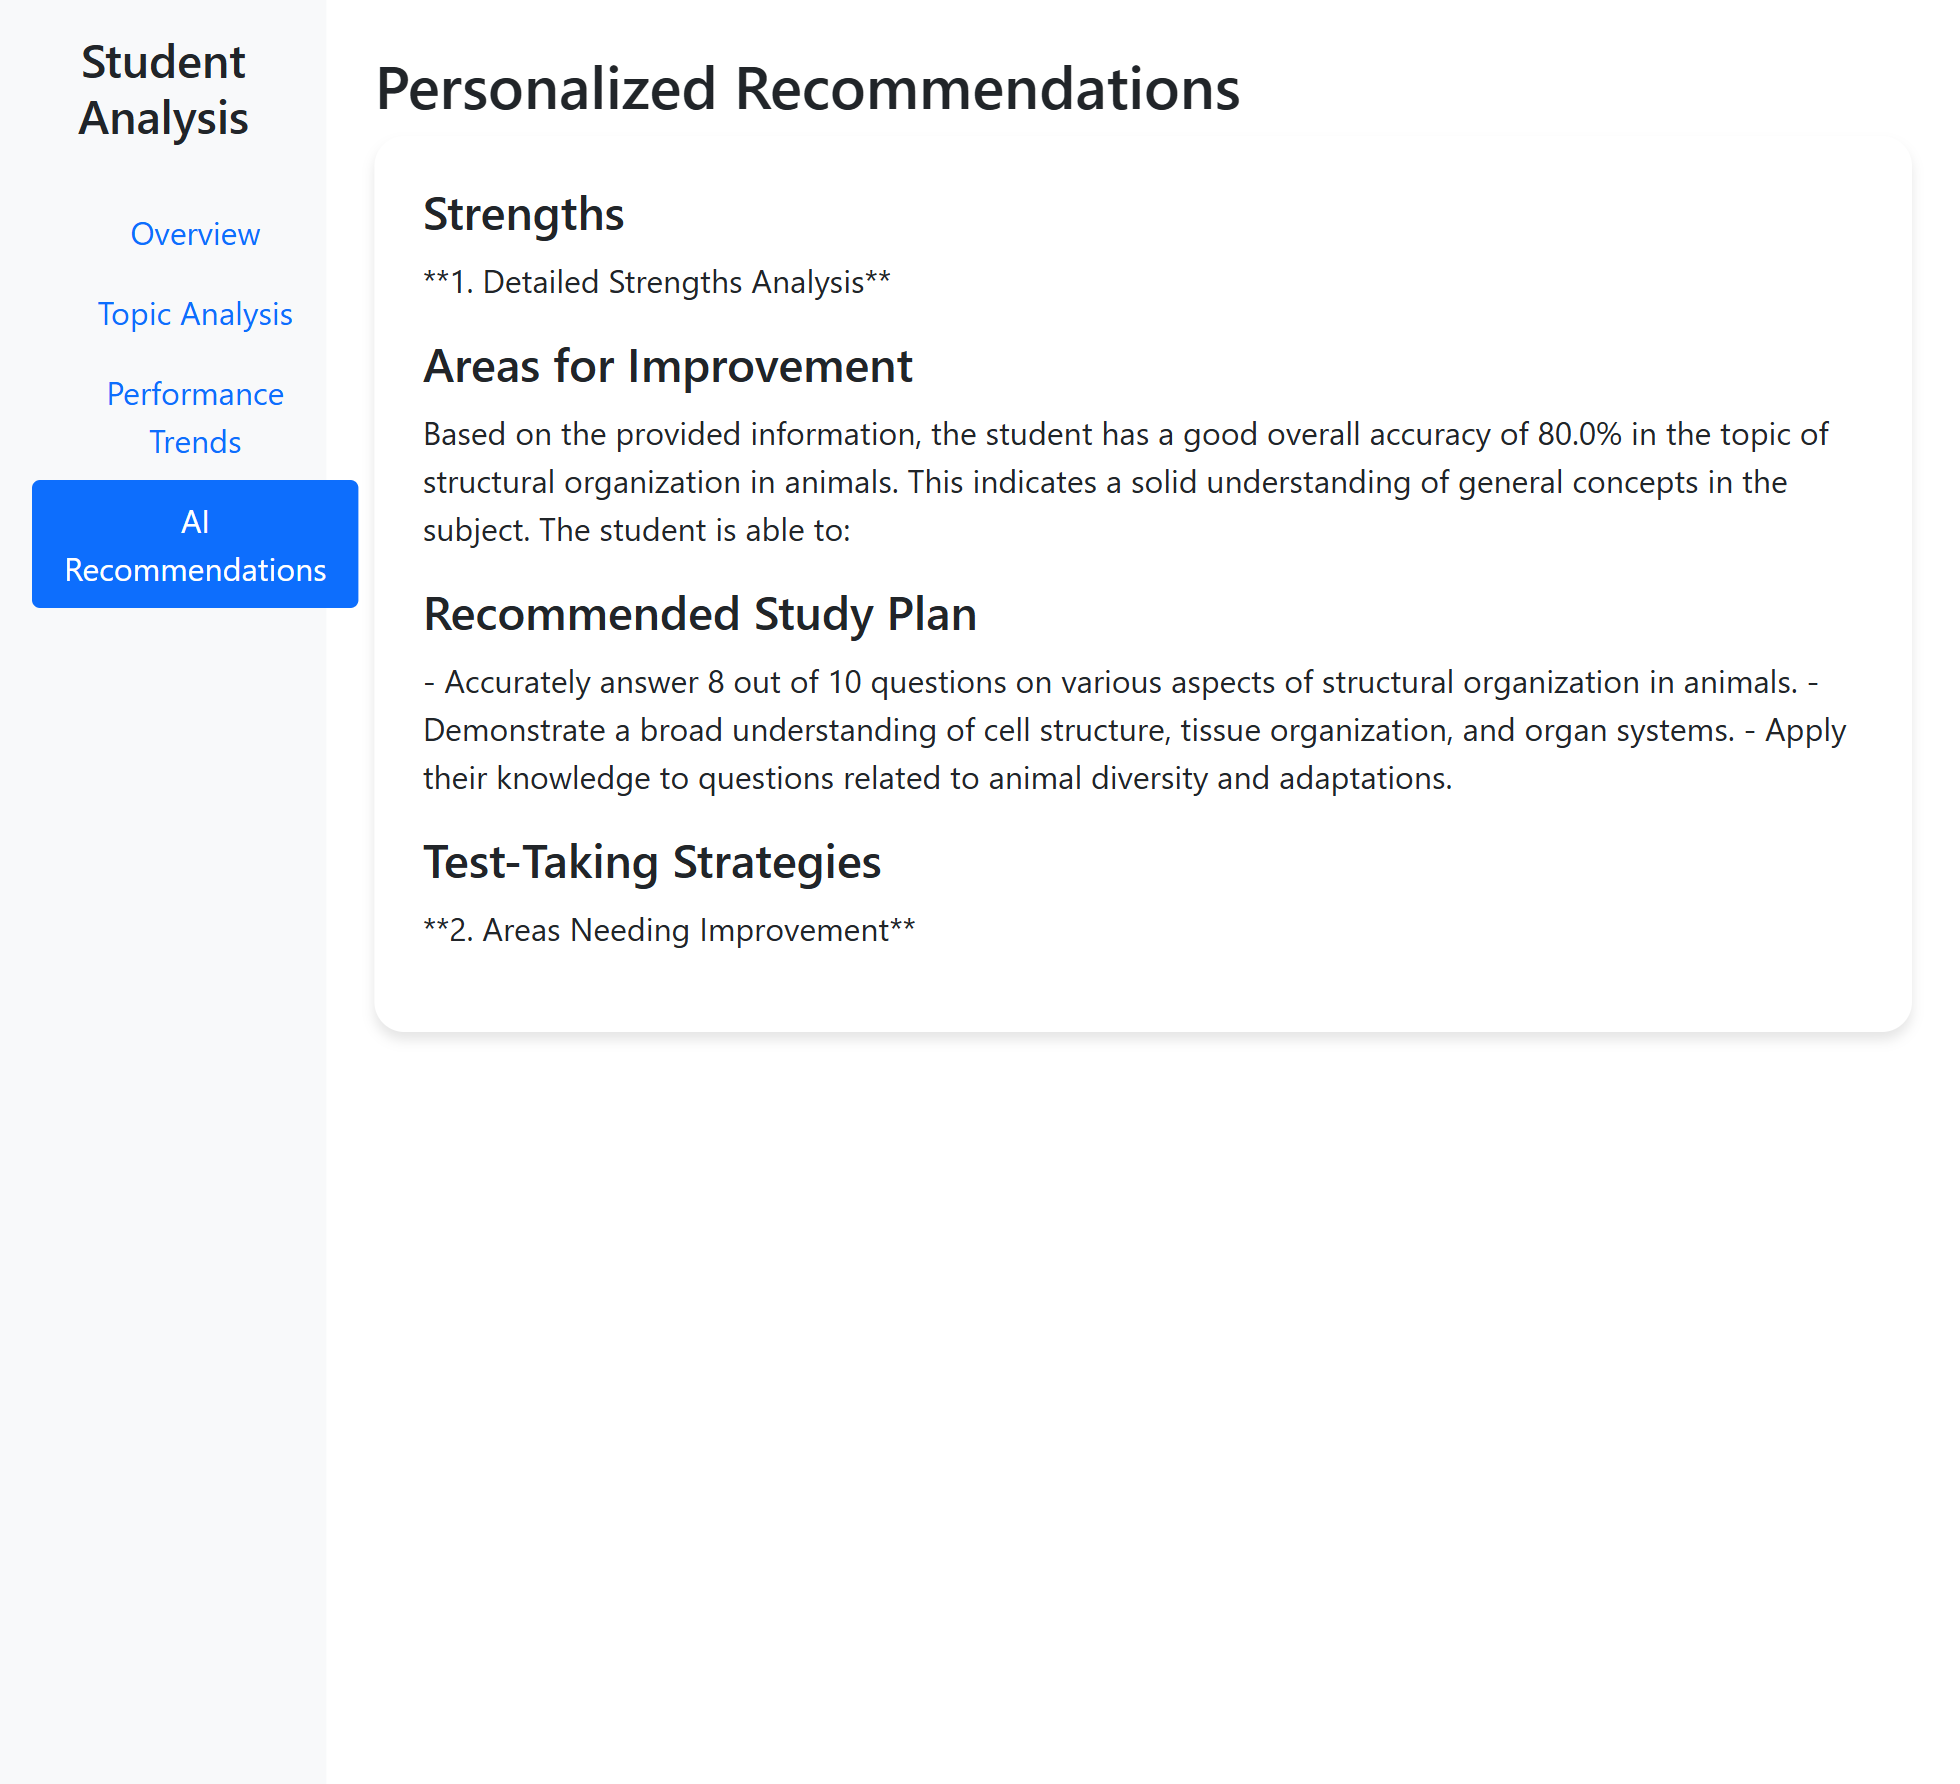 Student
Analysis
Overview
Topic Analysis
Performance
Trends
AI
Recommendations
Personalized Recommendations
Strengths
**1. Detailed Strengths Analysis**
Areas for Improvement
Based on the provided information, the student has a good overall accuracy of 80.0% in the topic of
structural organization in animals. This indicates a solid understanding of general concepts in the
subject. The student is able to:
Recommended Study Plan
- Accurately answer 8 out of 10 questions on various aspects of structural organization in animals. -
Demonstrate a broad understanding of cell structure, tissue organization, and organ systems. - Apply
their knowledge to questions related to animal diversity and adaptations.
Test-Taking Strategies
**2. Areas Needing Improvement**